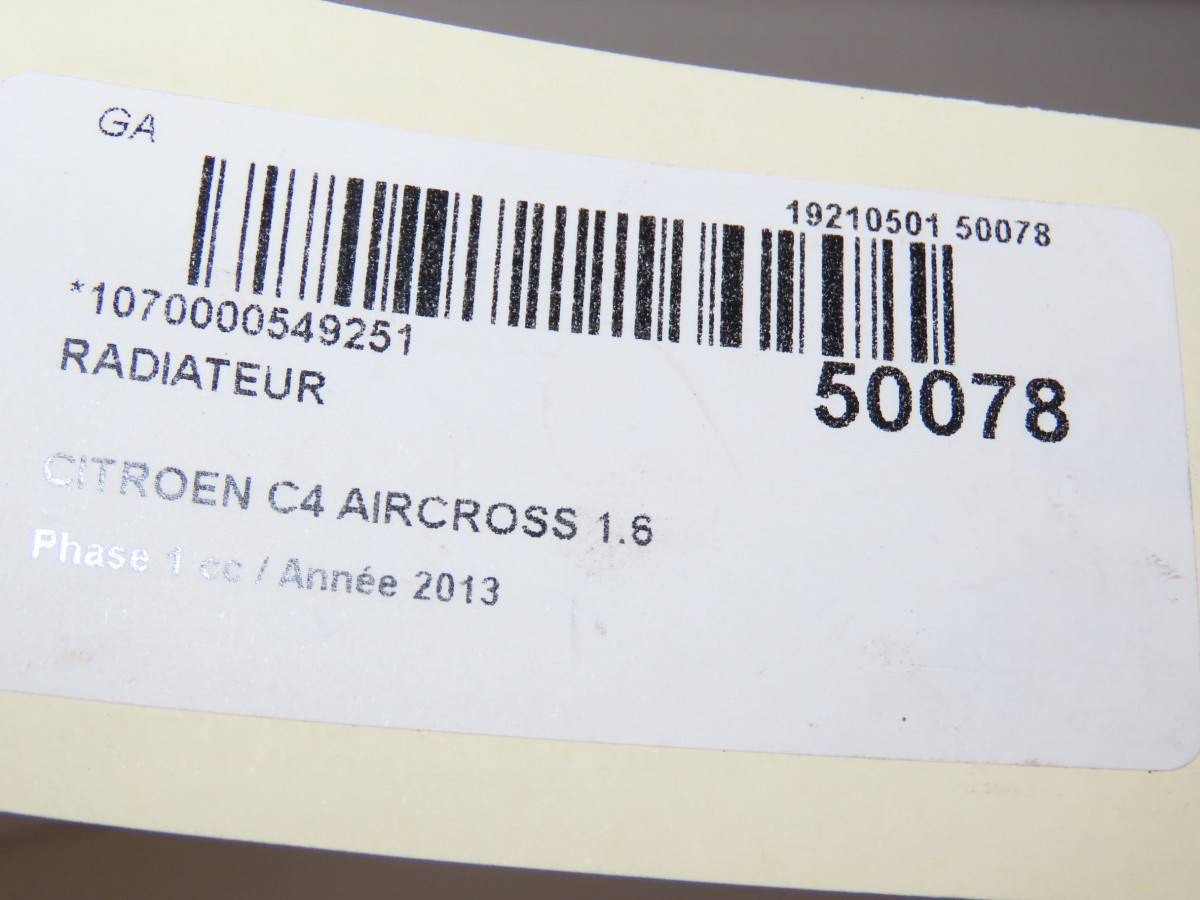 GA
19210501 50078
*1070000549251
50078
RADIATEUR
CITROEN C4 AIRCROSS 1.6
Phase 1 cc / Année 2013